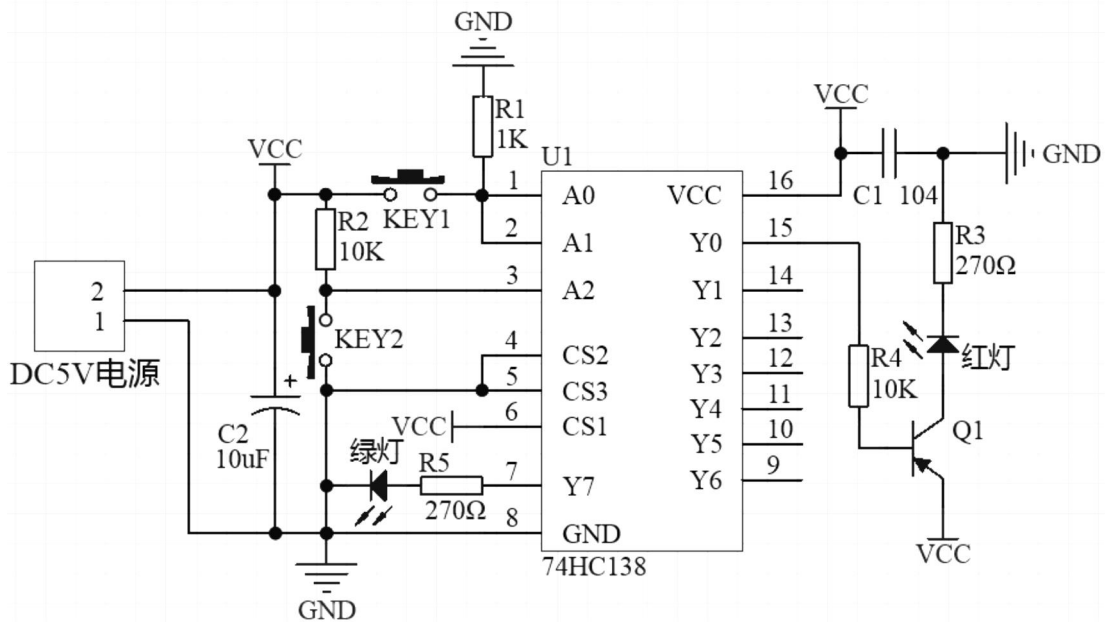 GND
R1
1K
VCC
KEY1
R2
10K
2
1
DC5V电源
KEY2
C2
10uF
+
VCC
绿灯
R5
270Ω
GND
U1
1
A0
2
A1
3
A2
4
CS2
5
CS3
6
CS1
7
Y7
8
GND
VCC
16
Y0
15
Y1
14
Y2
13
Y3
12
Y4
11
Y5
10
Y6
9
74HC138
VCC
C1
104
GND
R3
270Ω
红灯
R4
10K
Q1
VCC